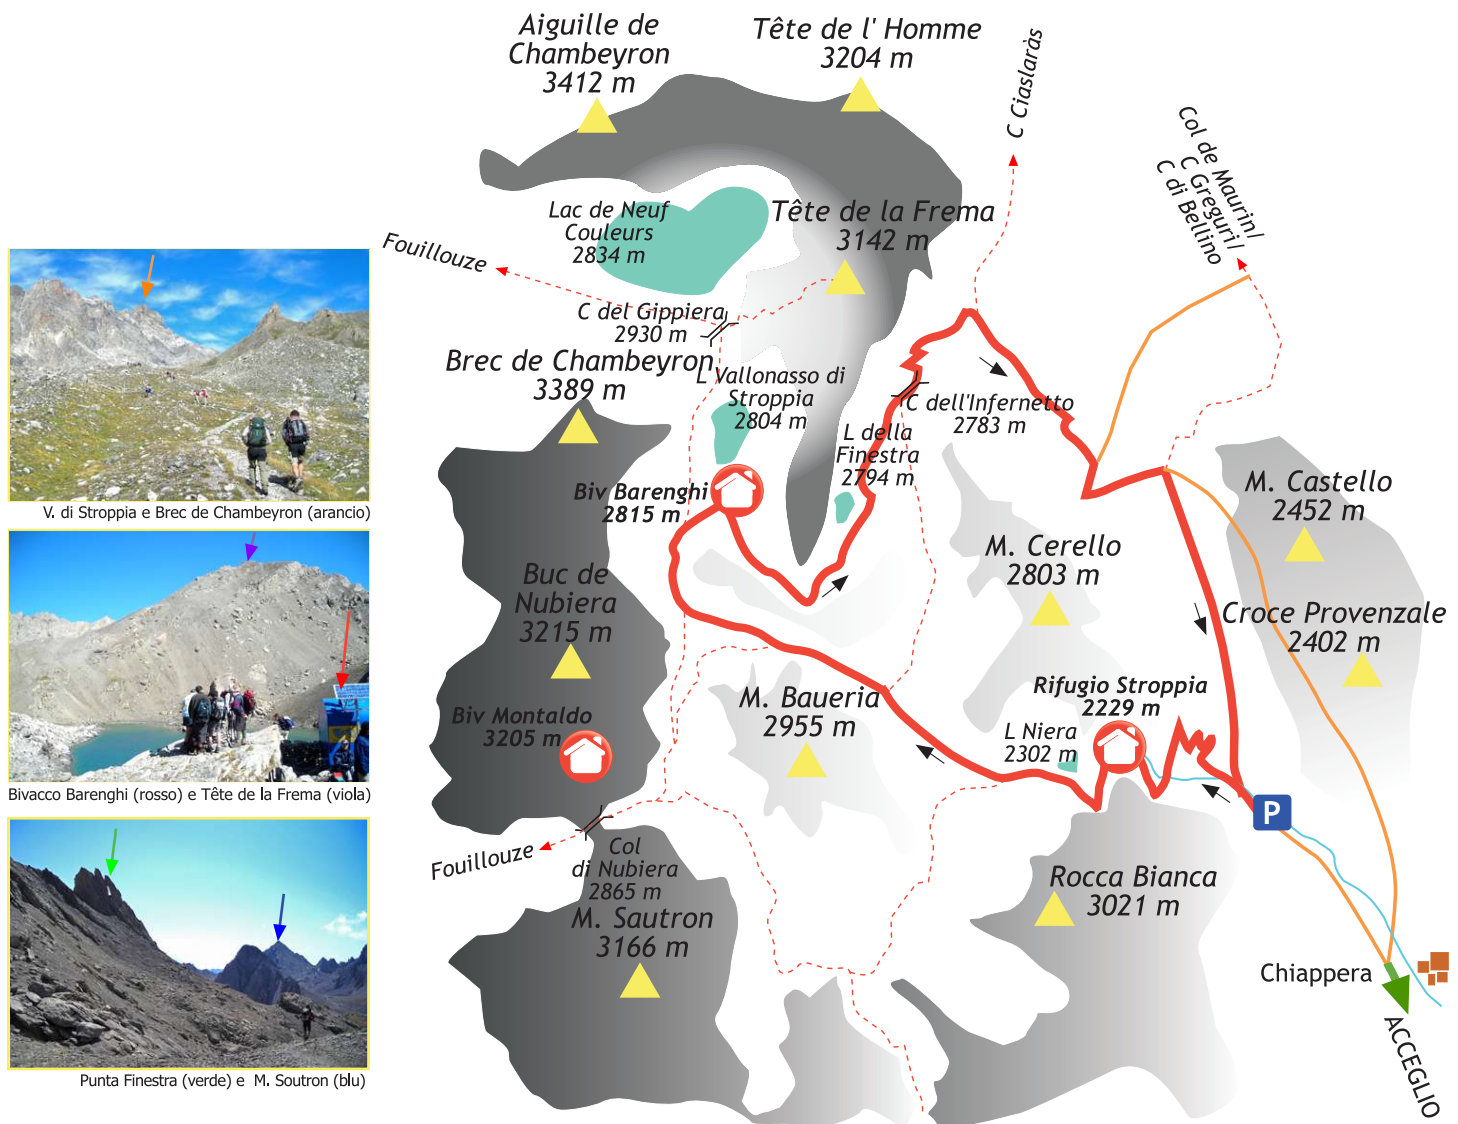 Aiguille de
Chambeyron
3412 m
Tête de l' Homme
3204 m
C Ciaslaràs
Col de Maurin/
C Greguri/
C di Bellino
Lac de Neuf
Couleurs
2834 m
Tête de la Frema
3142 m
Fouillouze
C del Gippiera
2930 m
Brec de Chambeyron
3389 m
L Vallonasso di
Stroppia
2804 m
C dell'Infernetto
2783 m
L della
Finestra
2794 m
Biv Barenghi
2815 m
M. Castello
2452 m
M. Cerello
2803 m
Buc de
Nubiera
3215 m
Croce Provenzale
2402 m
Rifugio Stroppia
2229 m
M. Baueria
2955 m
Biv Montaldo
3205 m
L Niera
2302 m
P
Fouillouze
Col
di Nubiera
2865 m
M. Sautron
3166 m
Rocca Bianca
3021 m
Chiappera
ACCEGLIO
V. di Stroppia e Brec de Chambeyron (arancio)
Bivacco Barenghi (rosso) e Tête de la Frema (viola)
Punta Finestra (verde) e M. Soutron (blu)